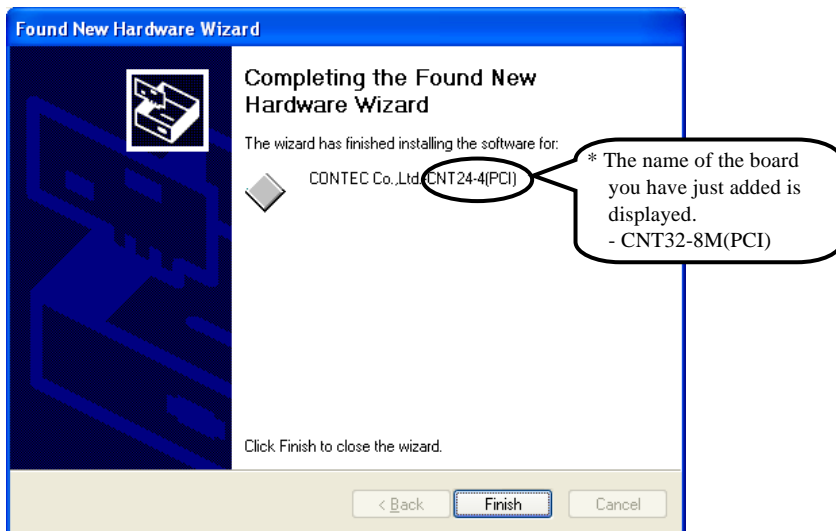 Found New Hardware Wizard
Completing the Found New
Hardware Wizard
The wizard has finished installing the software for:
CONTEC Co.,Ltd. CNT24-4(PCI)
* The name of the board
you have just added is
displayed.
- CNT32-8M(PCI)
Click Finish to close the wizard.
< Back
Finish
Cancel